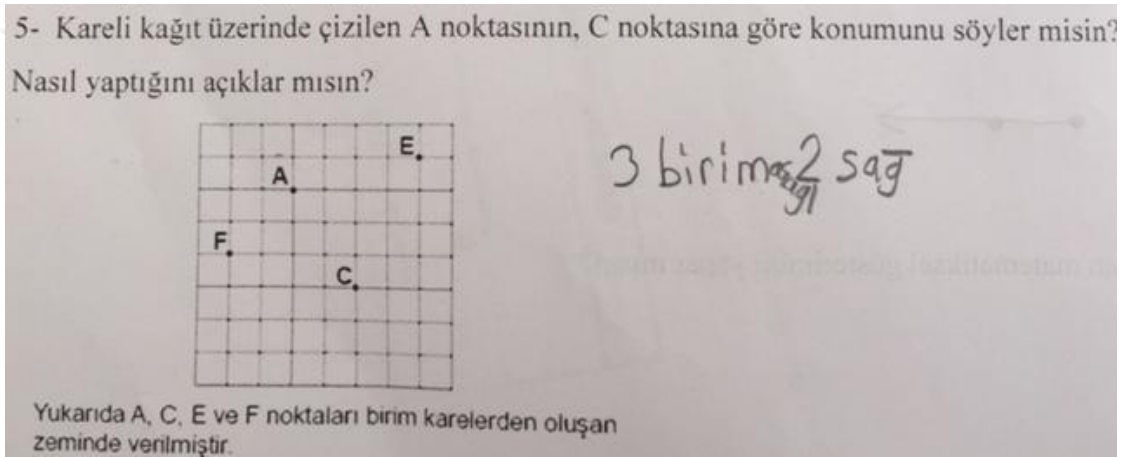 5- Kareli kağıt üzerinde çizilen A noktasının, C noktasına göre konumunu söyler misin?
Nasıl yaptığını açıklar mısın?
E
A
3 birim 2 sağ
F
C
Yukarıda A, C, E ve F noktaları birim karelerden oluşan
zeminde verilmiştir.